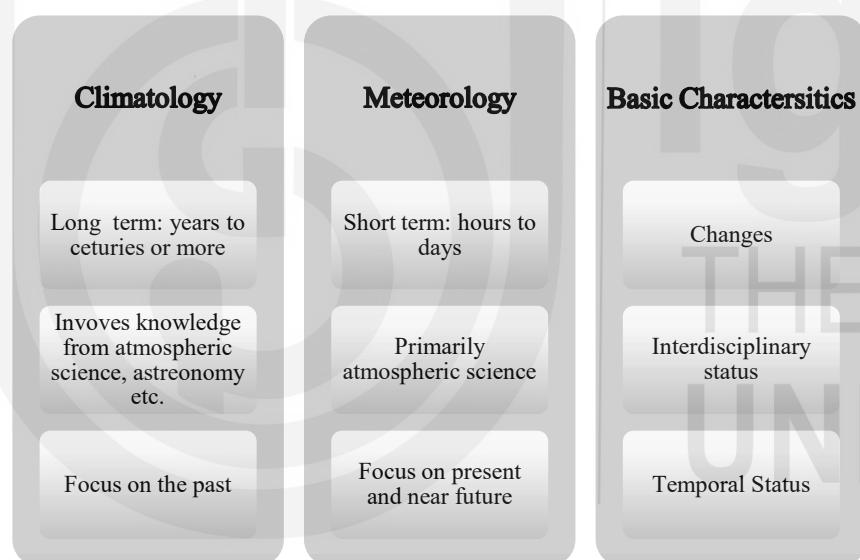 Climatology
Long term: years to
ceturies or more
Invoves knowledge
from atmospheric
science, astreonomy
etc.
Focus on the past
Meteorology
Short term: hours to
days
Primarily
atmospheric science
Focus on present
and near future
Basic Charactersitics
Changes
Interdisciplinary
status
Temporal Status
THE
UN